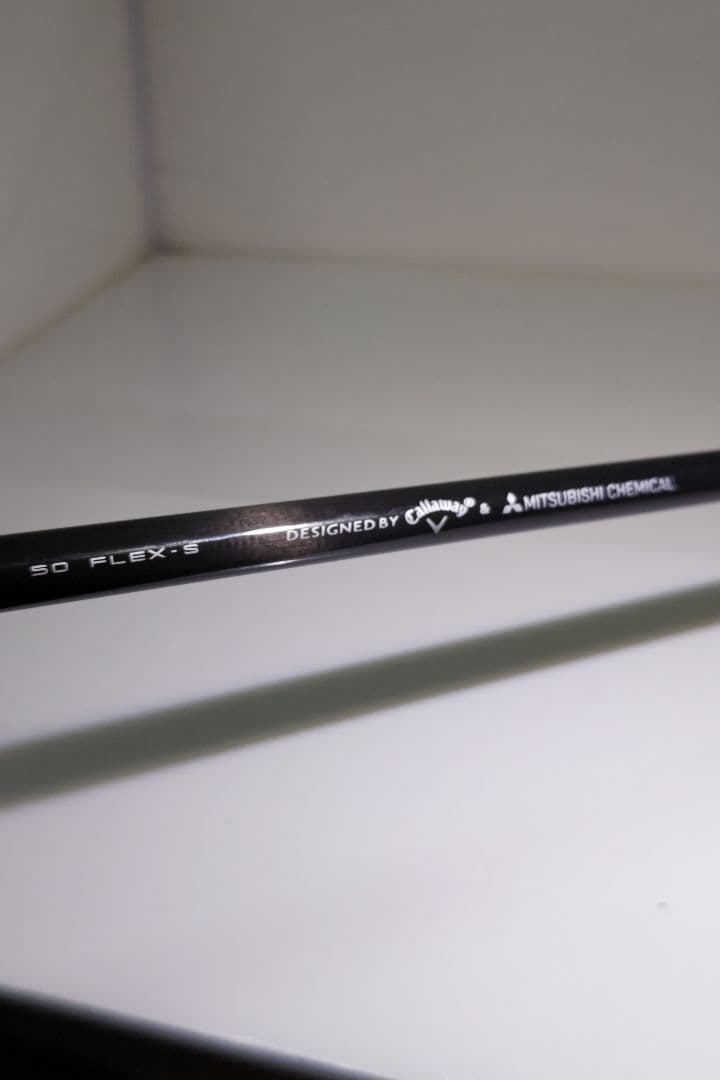 50 FLEX-S DESIGNED BY Callaway® & MITSUBISHI CHEMICAL